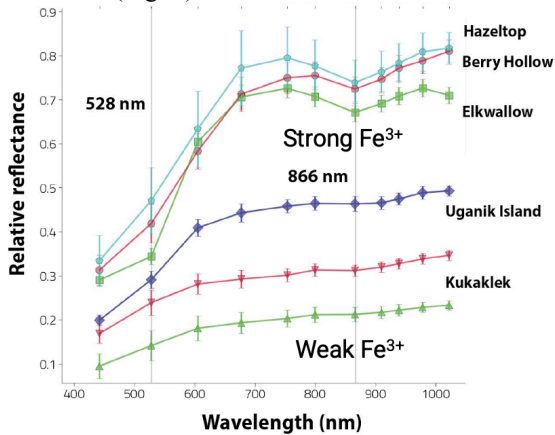 0.9
0.8
0.7
0.6
0.5
0.4
0.3
0.2
0.1
Relative reflectance
528 nm
Strong Fe3+
866 nm
Weak Fe3+
Hazeltop
Berry Hollow
Elkwallow
Uganik Island
Kukaklek
400 500 600 700 800 900 1000
Wavelength (nm)